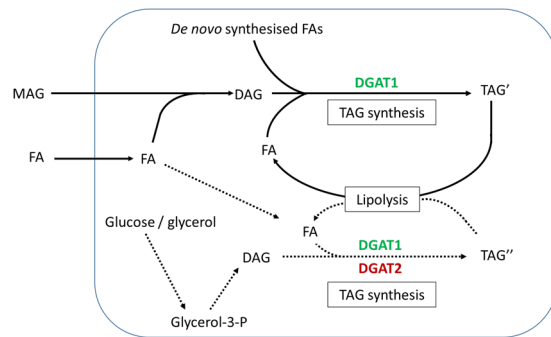 De novo synthesised FAs
MAG
DAG
DGAT1
TAG'
TAG synthesis
FA
FA
FA
Lipolysis
Glucose / glycerol
FA
DAG
DGAT1
DGAT2
TAG''
TAG synthesis
Glycerol-3-P